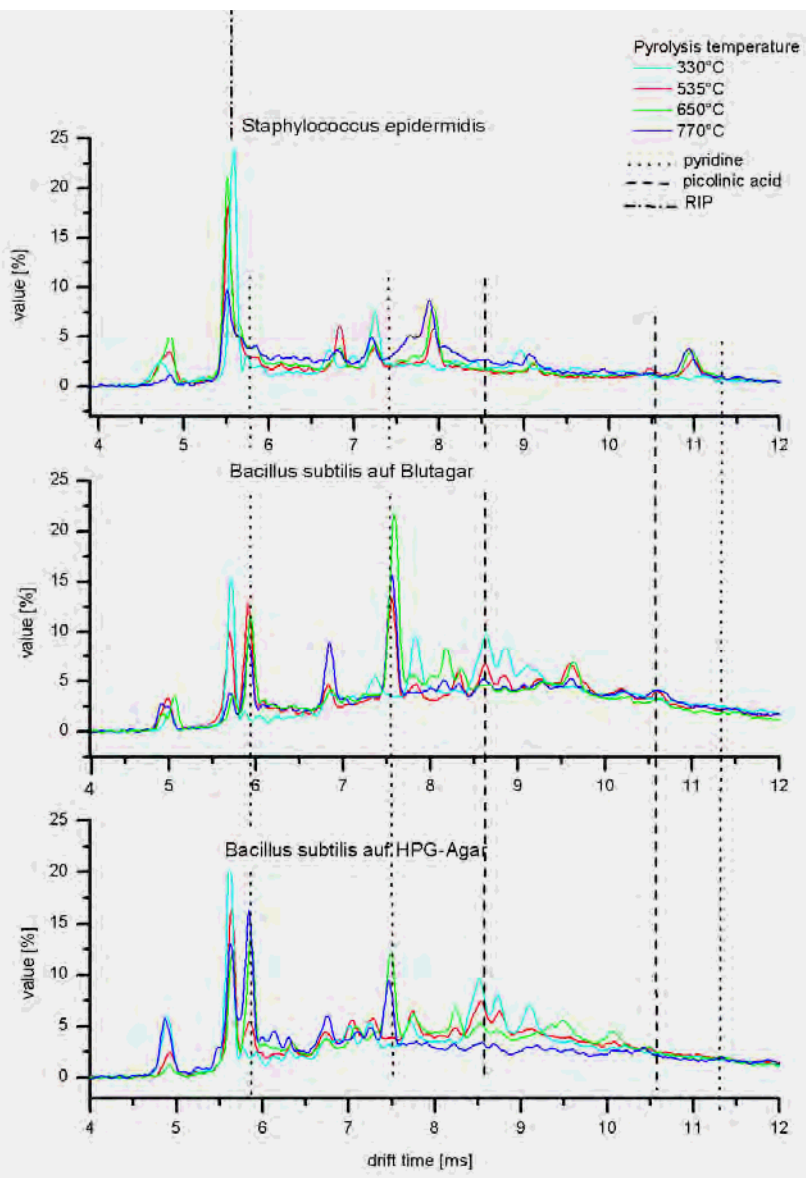 Pyrolysis temperature
330°C
535°C
650°C
770°C
pyridine
picolinic acid
RIP
Staphylococcus epidermidis
value [%]
25
20
15
10
5
0
4 5 6 7 8 9 10 11 12
Bacillus subtilis auf Blutagar
value [%]
25
20
15
10
5
0
4 5 6 7 8 9 10 11 12
Bacillus subtilis auf HPG-Agar
value [%]
25
20
15
10
5
0
4 5 6 7 8 9 10 11 12
drift time [ms]